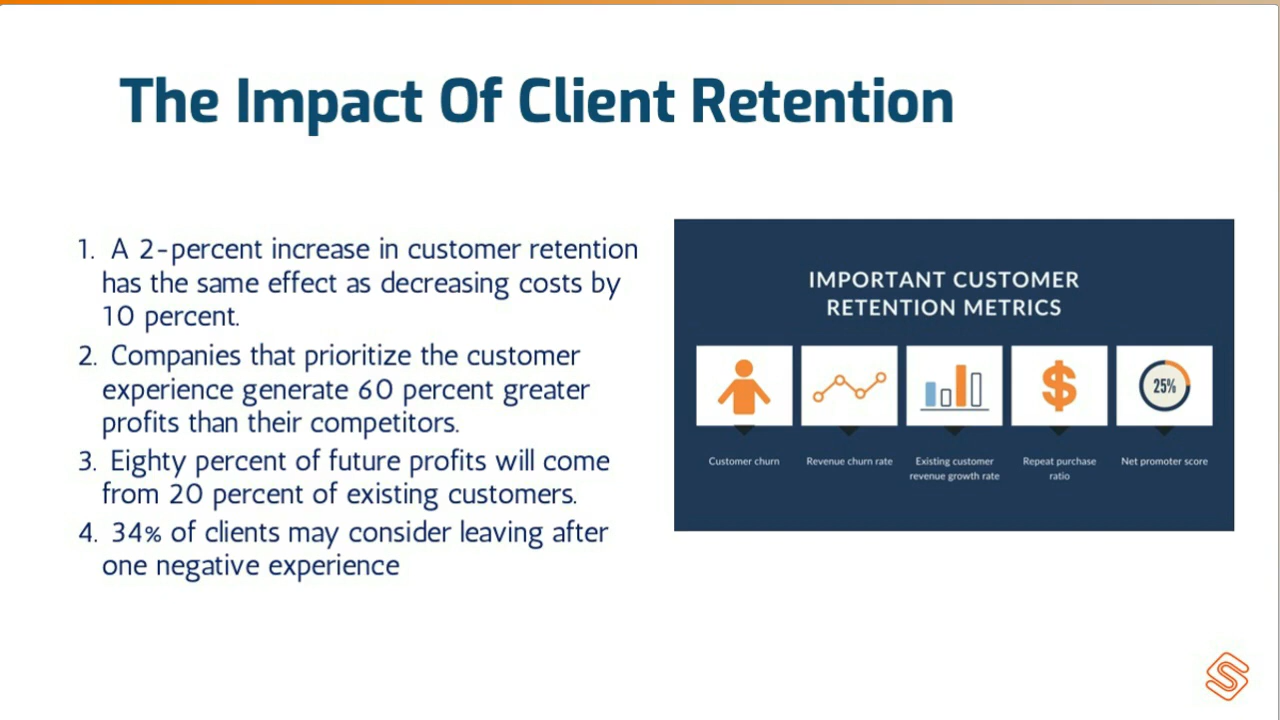 The Impact Of Client Retention
1. A 2-percent increase in customer retention
has the same effect as decreasing costs by
10 percent.
2. Companies that prioritize the customer
experience generate 60 percent greater
profits than their competitors.
3. Eighty percent of future profits will come
from 20 percent of existing customers.
4. 34% of clients may consider leaving after
one negative experience
IMPORTANT CUSTOMER
RETENTION METRICS
25%
Customer churn
Revenue churn rate
Existing customer
revenue growth rate
Repeat purchase
ratio
Net promoter score